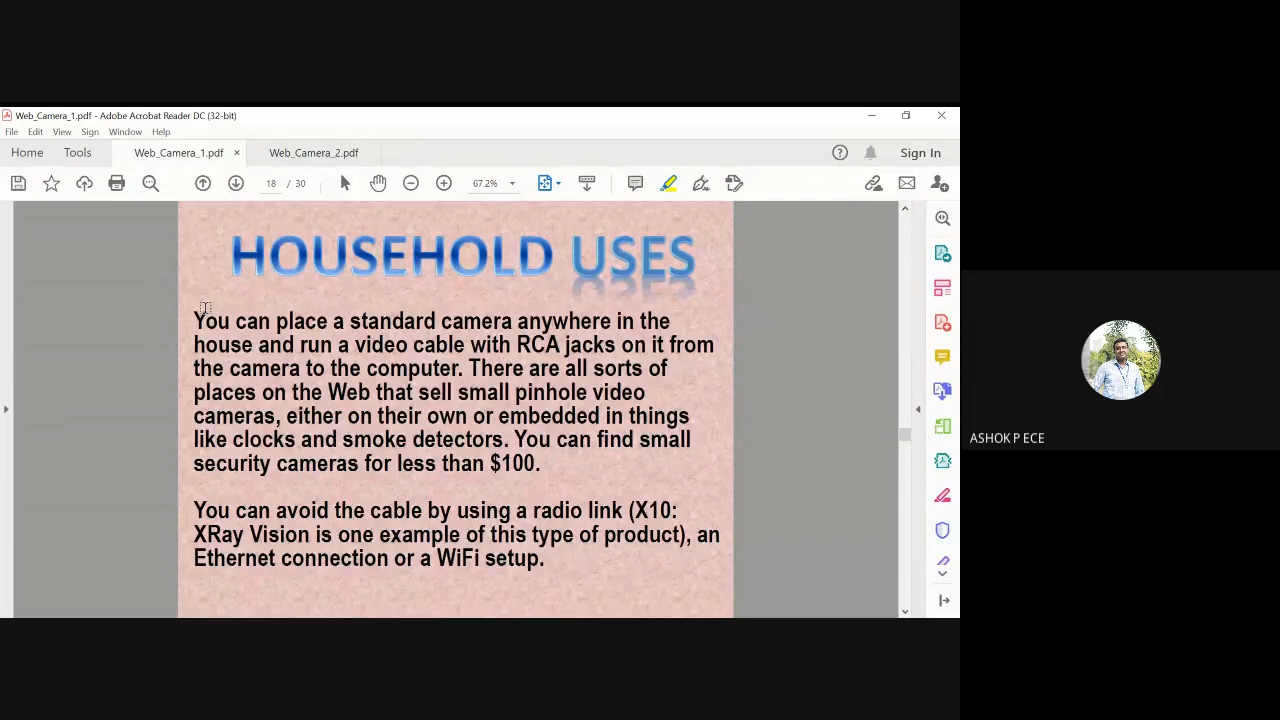 Web_Camera_1.pdf - Adobe Acrobat Reader DC (32-bit)
File Edit View Sign Window Help
Home Tools Web_Camera_1.pdf × Web_Camera_2.pdf Sign In
18 / 30 67.2%
HOUSEHOLD USES
You can place a standard camera anywhere in the
house and run a video cable with RCA jacks on it from
the camera to the computer. There are all sorts of
places on the Web that sell small pinhole video
cameras, either on their own or embedded in things
like clocks and smoke detectors. You can find small
security cameras for less than $100.
You can avoid the cable by using a radio link (X10:
XRay Vision is one example of this type of product), an
Ethernet connection or a WiFi setup.
ASHOK P ECE